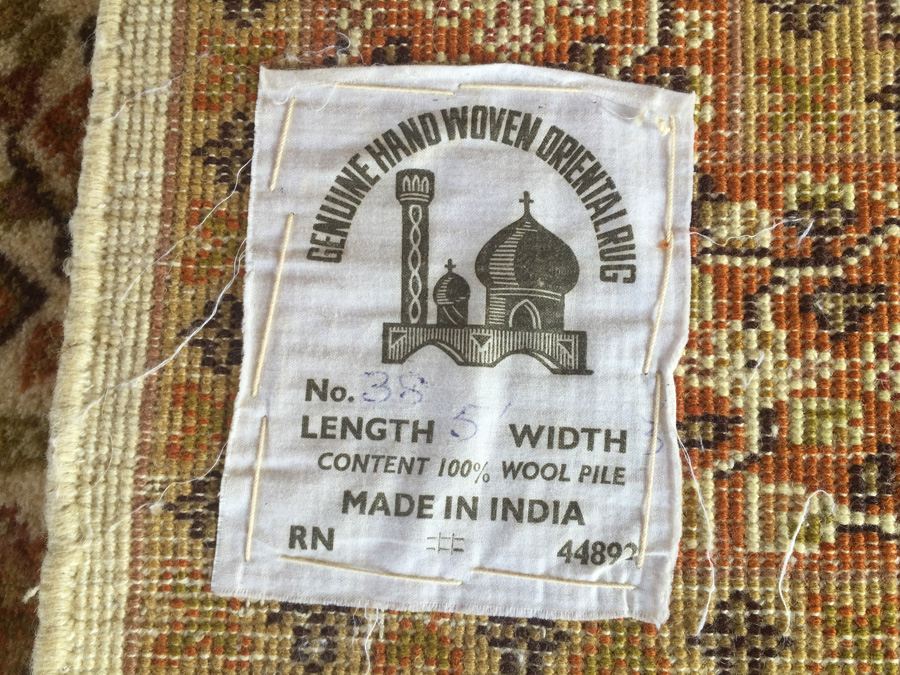 GENUINE HAND WOVEN ORIENTAL RUG
No. 38
LENGTH 5' WIDTH 3
CONTENT 100% WOOL PILE
MADE IN INDIA
RN # 44892